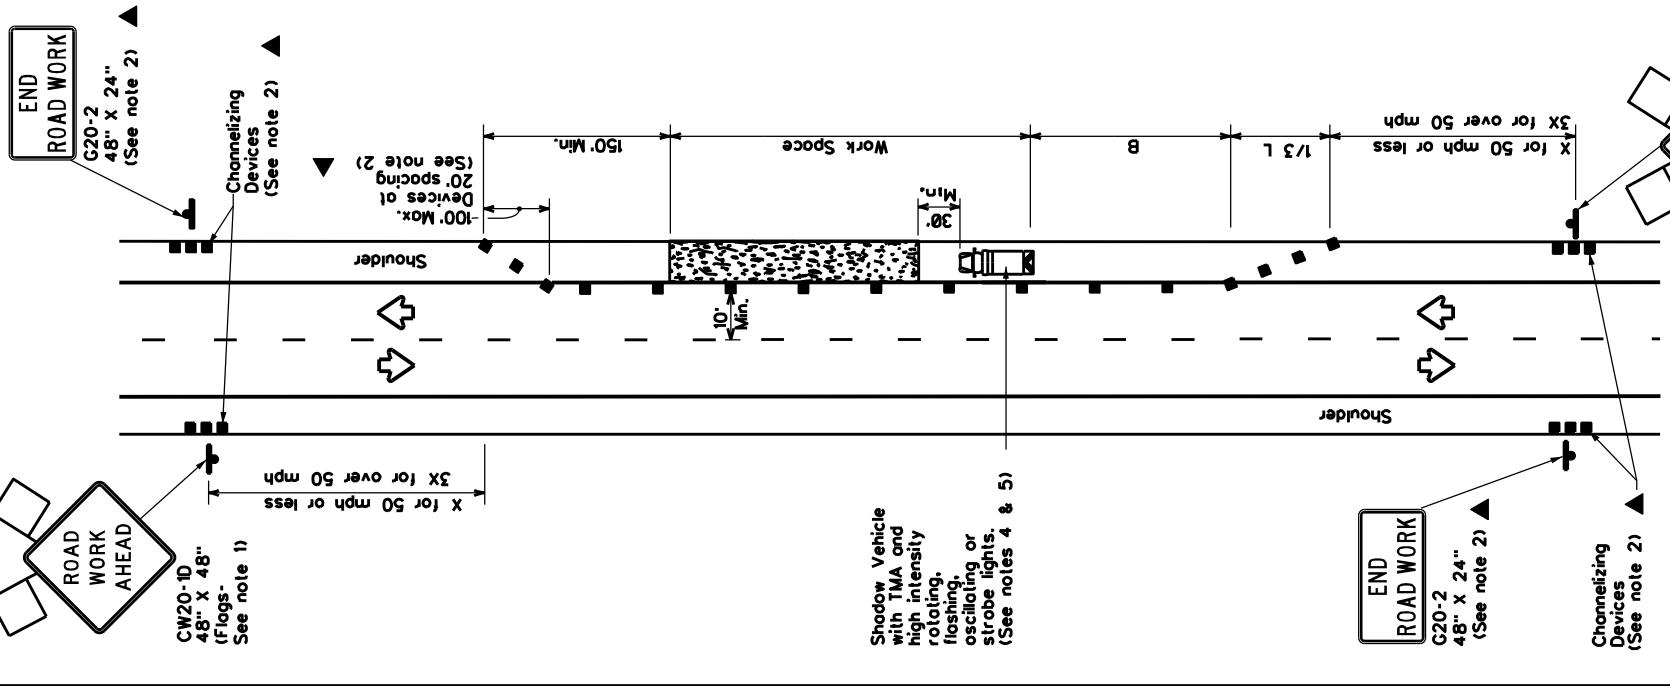 END
ROAD WORK
G20-2
48" X 24"
(See note 2)
Channelizing
Devices
(See note 2)
100' Max.
Devices at
20' spacing
(See note 2)
150' Min.
Work Space
B
1/3 L
X for 50 mph or less
3X for over 50 mph
30'
Min.
Shoulder
10'
Min.
Shoulder
X for 50 mph or less
3X for over 50 mph
ROAD
WORK
AHEAD
CW20-1D
48" X 48"
(Flags-
See note 1)
Shadow Vehicle
with TMA and
high intensity
rotating,
flashing,
oscillating or
strobe lights.
(See notes 4 & 5)
END
ROAD WORK
G20-2
48" X 24"
(See note 2)
Channelizing
Devices
(See note 2)